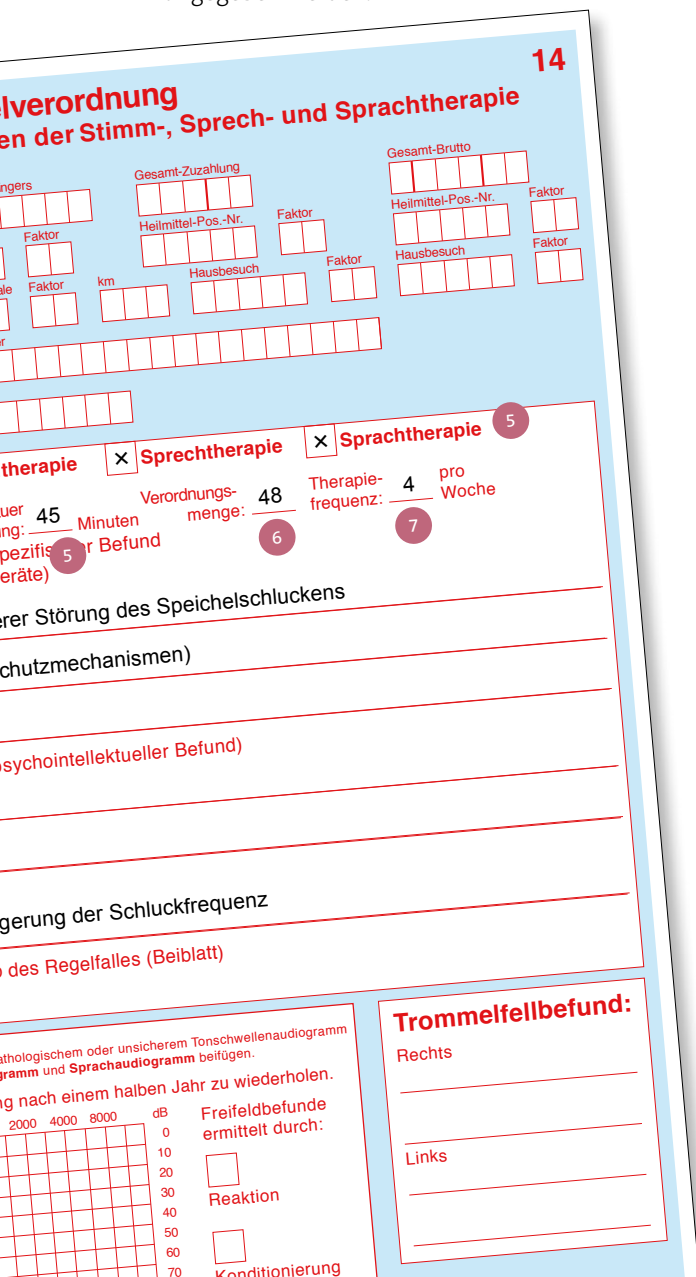 14
elverordnung
en der Stimm-, Sprech- und Sprachtherapie
ngers
Gesamt-Zuzahlung
Gesamt-Brutto
Faktor
Heilmittel-Pos.-Nr.
Faktor
Heilmittel-Pos.-Nr.
Faktor
ale
Faktor
km
Hausbesuch
Faktor
Hausbesuch
Faktor
er
therapie
× Sprechtherapie
× Sprachtherapie 5
uer
ng: 45 Minuten
Verordnungs-
menge: 48
Therapie-
frequenz: 4 pro
Woche
5
6
7
r Befund
eräte)
erer Störung des Speichelschluckens
chutzmechanismen)
psychointellektueller Befund)
gerung der Schluckfrequenz
des Regelfalles (Beiblatt)
athologischem oder unsicherem Tonschwellenaudiogramm
gramm und Sprachaudiogramm beifügen.
ng nach einem halben Jahr zu wiederholen.
2000 4000 8000 dB
0
10
20
30
40
50
60
70
Freifeldbefunde
ermittelt durch:
Reaktion
Konditionierung
Trommelfellbefund:
Rechts
Links